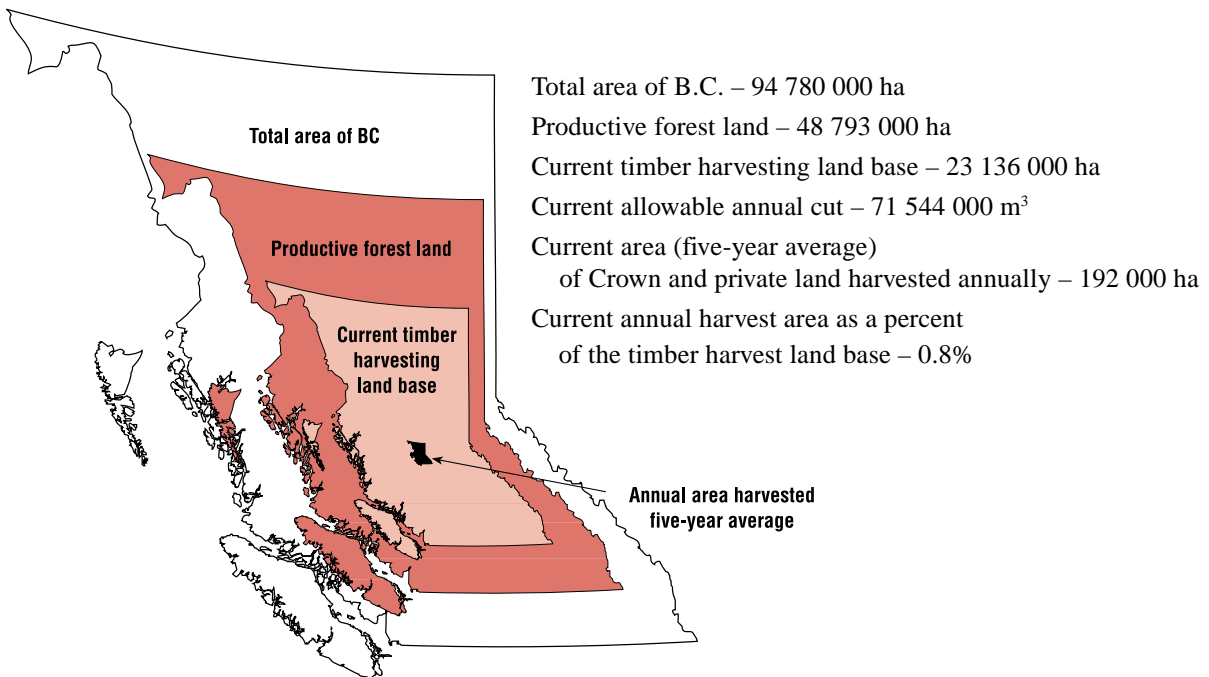 Total area of B.C. – 94 780 000 ha
Productive forest land – 48 793 000 ha
Current timber harvesting land base – 23 136 000 ha
Current allowable annual cut – 71 544 000 m³
Current area (five-year average)
of Crown and private land harvested annually – 192 000 ha
Current annual harvest area as a percent
of the timber harvest land base – 0.8%
Total area of BC
Productive forest land
Current timber
harvesting
land base
Annual area harvested
five-year average